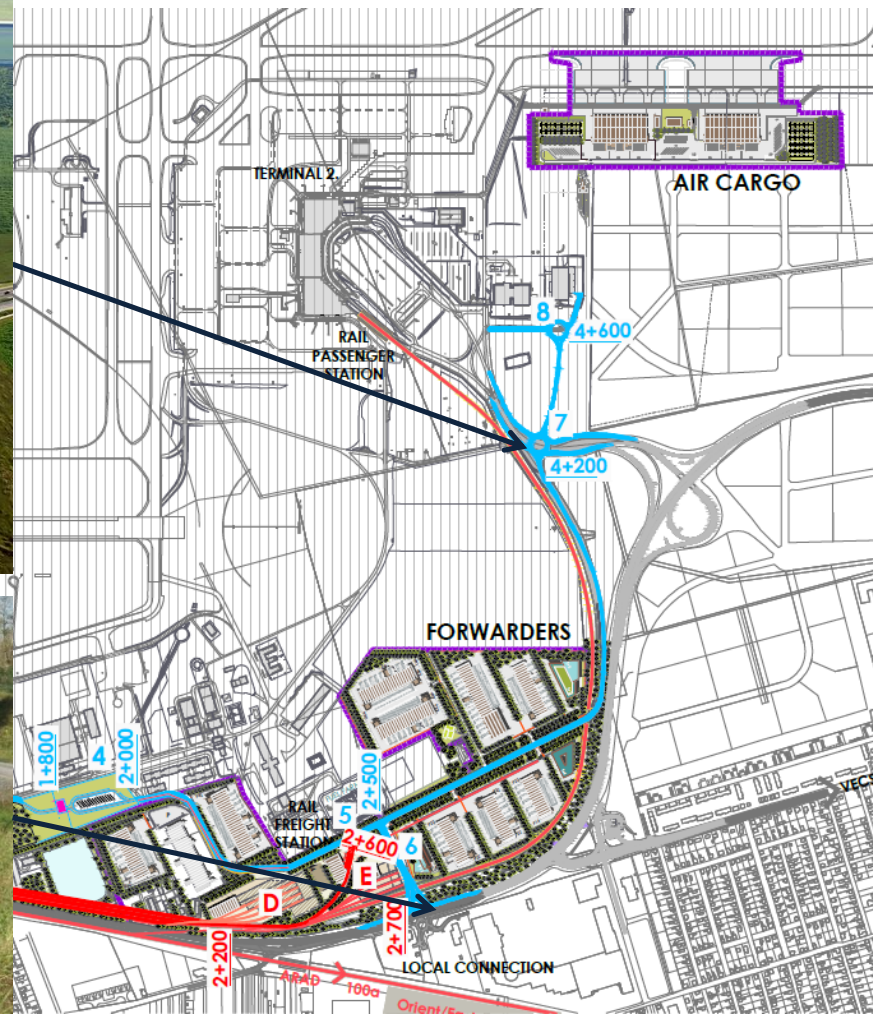 TERMINAL 2.
AIR CARGO
8
4+600
RAIL
PASSENGER
STATION
7
4+200
FORWARDERS
1+800
4
2+000
2+500
RAIL
FREIGHT
STATION
5
2+600
6
E
D
2+200
2+700
VECS
LOCAL CONNECTION
ARAD
100a